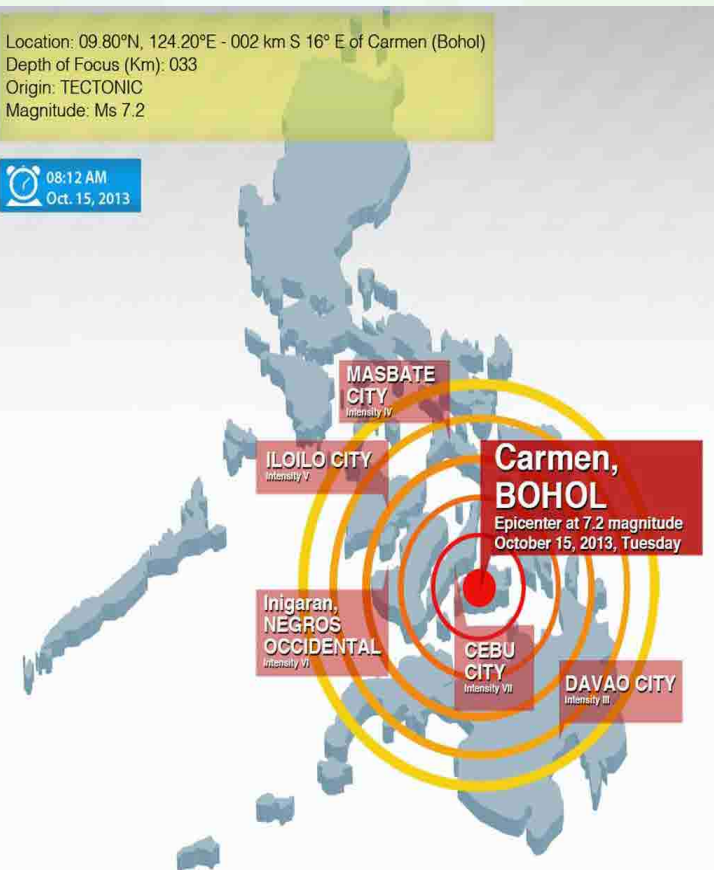 Location: 09.80°N, 124.20°E - 002 km S 16° E of Carmen (Bohol)
Depth of Focus (Km): 033
Origin: TECTONIC
Magnitude: Ms 7.2
08:12 AM
Oct. 15, 2013
MASBATE
CITY
Intensity IV
ILOILO CITY
Intensity V
Carmen,
BOHOL
Epicenter at 7.2 magnitude
October 15, 2013, Tuesday
Inigaran,
NEGROS
OCCIDENTAL
Intensity VI
CEBU
CITY
Intensity VII
DAVAO CITY
Intensity III